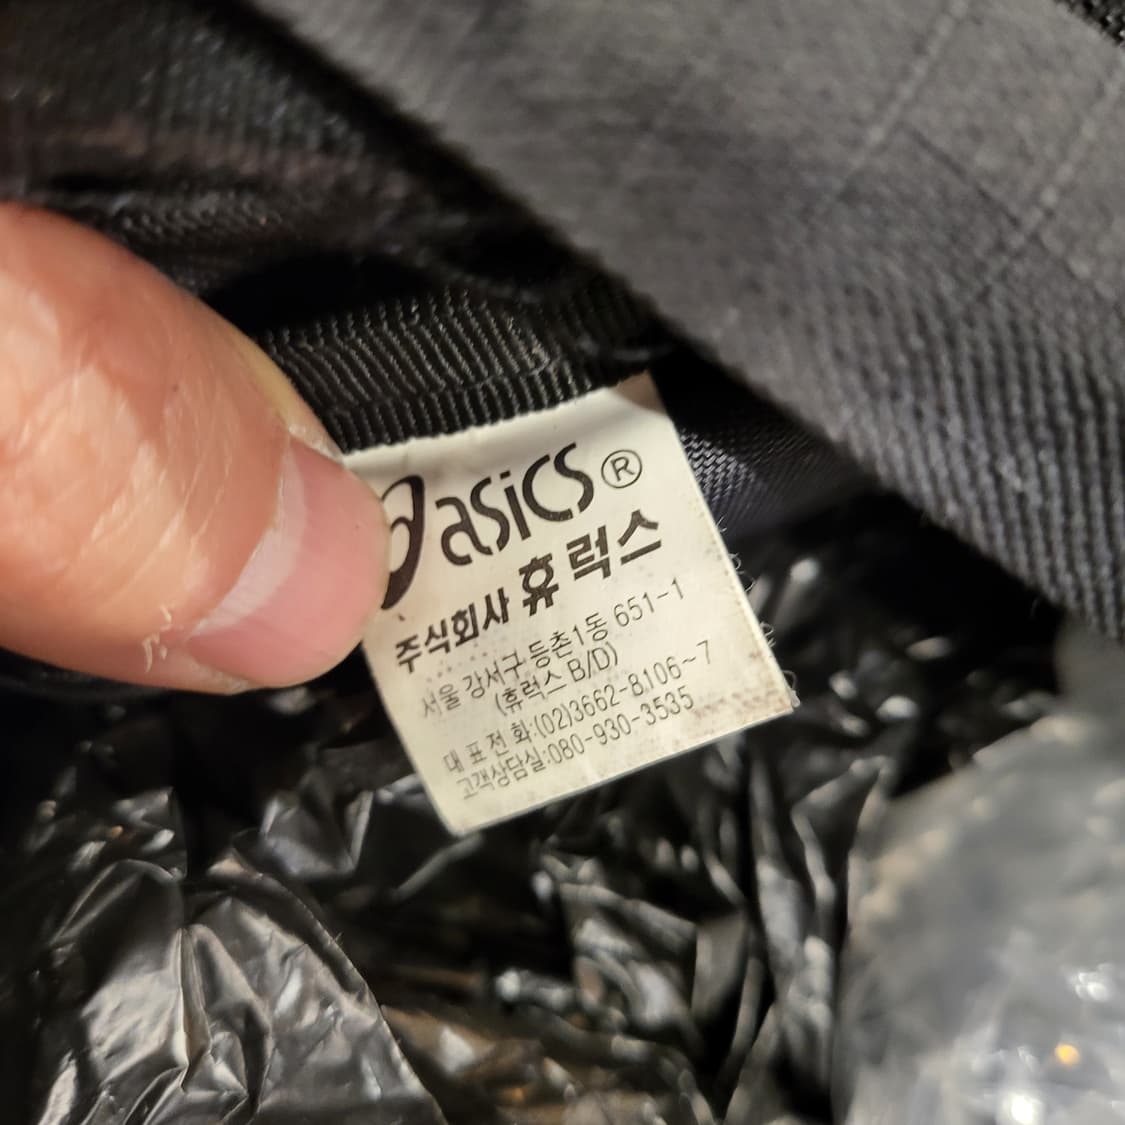 asics®
주식회사 휴럭스
서울 강서구 등촌1동 651-1
(휴럭스 B/D)
대표전화:(02)3662-8106~7
고객상담실:080-930-3535